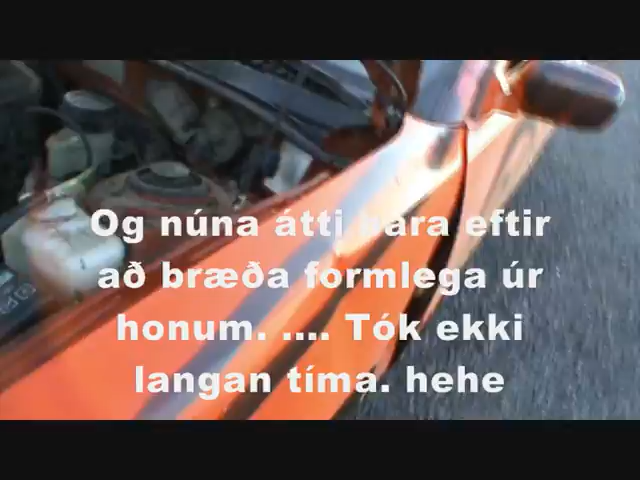 Og núna átti bara eftir
að bræða formlega úr
honum. .... Tók ekki
langan tíma. hehe